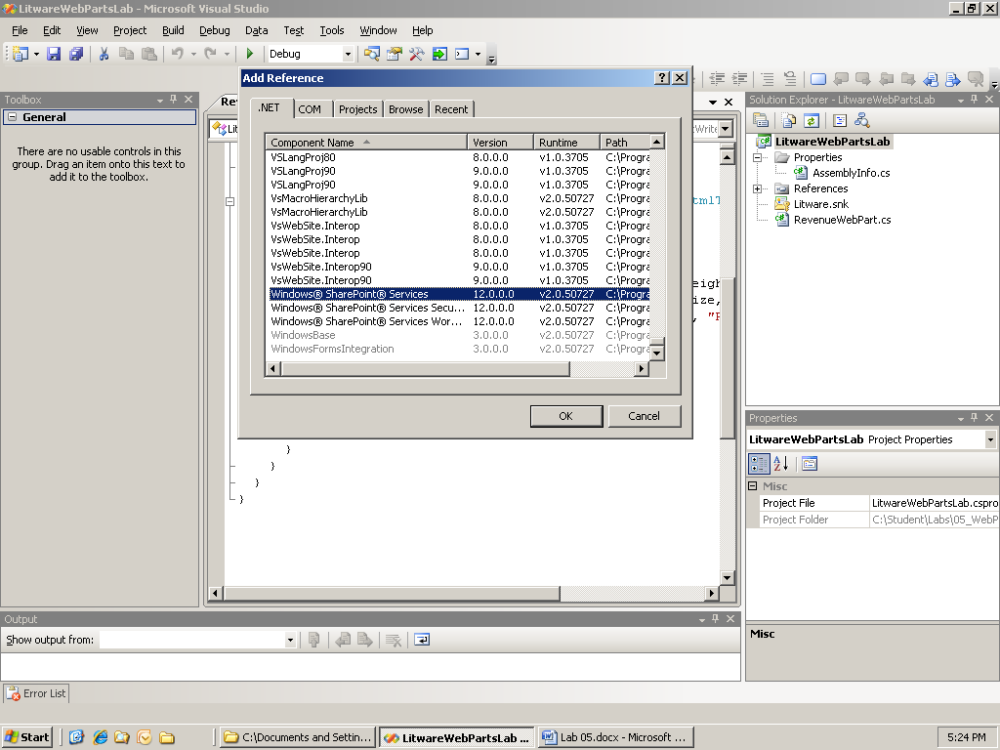 LitwareWebPartsLab - Microsoft Visual Studio
File Edit View Project Build Debug Data Test Tools Window Help
Debug
Toolbox
General
There are no usable controls in this
group. Drag an item onto this text to
add it to the toolbox.
Add Reference
.NET COM Projects Browse Recent
Component Name Version Runtime Path
VSLangProj80 8.0.0.0 v1.0.3705 C:\Progra
VSLangProj90 9.0.0.0 v1.0.3705 C:\Progra
VSLangProj90 9.0.0.0 v1.0.3705 C:\Progra
VsMacroHierarchyLib 8.0.0.0 v2.0.50727 C:\Progra
VsMacroHierarchyLib 8.0.0.0 v2.0.50727 C:\Progra
VsWebSite.Interop 8.0.0.0 v1.0.3705 C:\Progra
VsWebSite.Interop 8.0.0.0 v1.0.3705 C:\Progra
VsWebSite.Interop 8.0.0.0 v1.0.3705 C:\Progra
VsWebSite.Interop90 9.0.0.0 v1.0.3705 C:\Progra
VsWebSite.Interop90 9.0.0.0 v1.0.3705 C:\Progra
Windows® SharePoint® Services 12.0.0.0 v2.0.50727 C:\Progra
Windows® SharePoint® Services Secu... 12.0.0.0 v2.0.50727 C:\Progra
Windows® SharePoint® Services Wor... 12.0.0.0 v2.0.50727 C:\Progra
WindowsBase 3.0.0.0 v2.0.50727 C:\Progra
WindowsFormsIntegration 3.0.0.0 v2.0.50727 C:\Progra
OK Cancel
}
}
}
}
Solution Explorer - LitwareWebPartsLab
LitwareWebPartsLab
Properties
AssemblyInfo.cs
References
Litware.snk
RevenueWebPart.cs
Properties
LitwareWebPartsLab Project Properties
Misc
Project File LitwareWebPartsLab.cspro
Project Folder C:\Student\Labs\05_WebP
Misc
Output
Show output from:
Error List
Start C:\Documents and Settin... LitwareWebPartsLab ... Lab 05.docx - Microsoft ... 5:24 PM